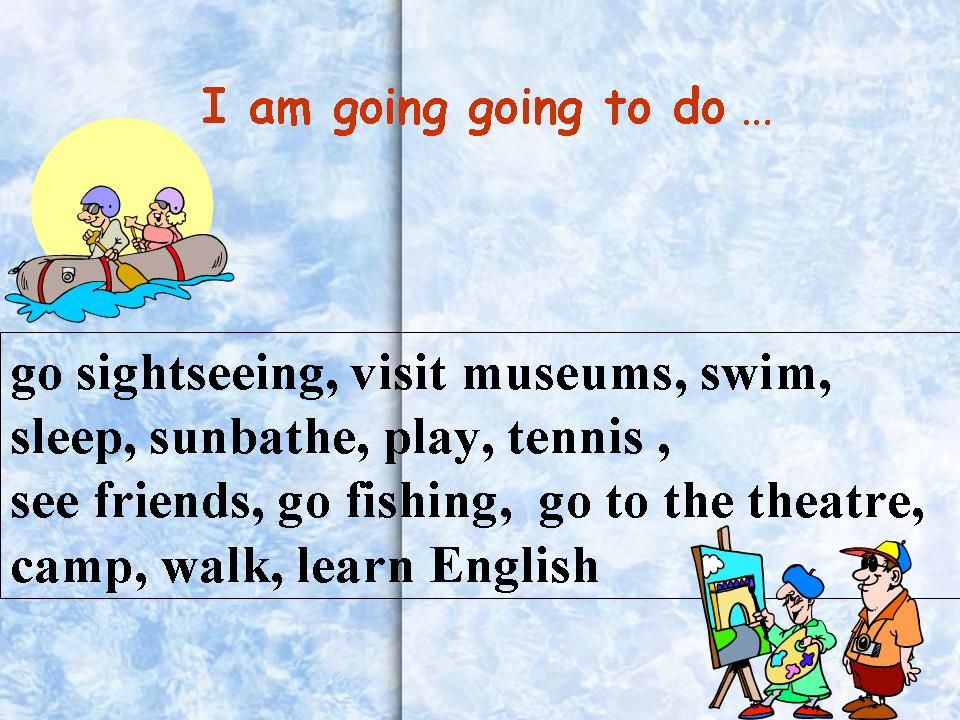 I am going going to do ...
go sightseeing, visit museums, swim,
sleep, sunbathe, play, tennis ,
see friends, go fishing, go to the theatre,
camp, walk, learn English